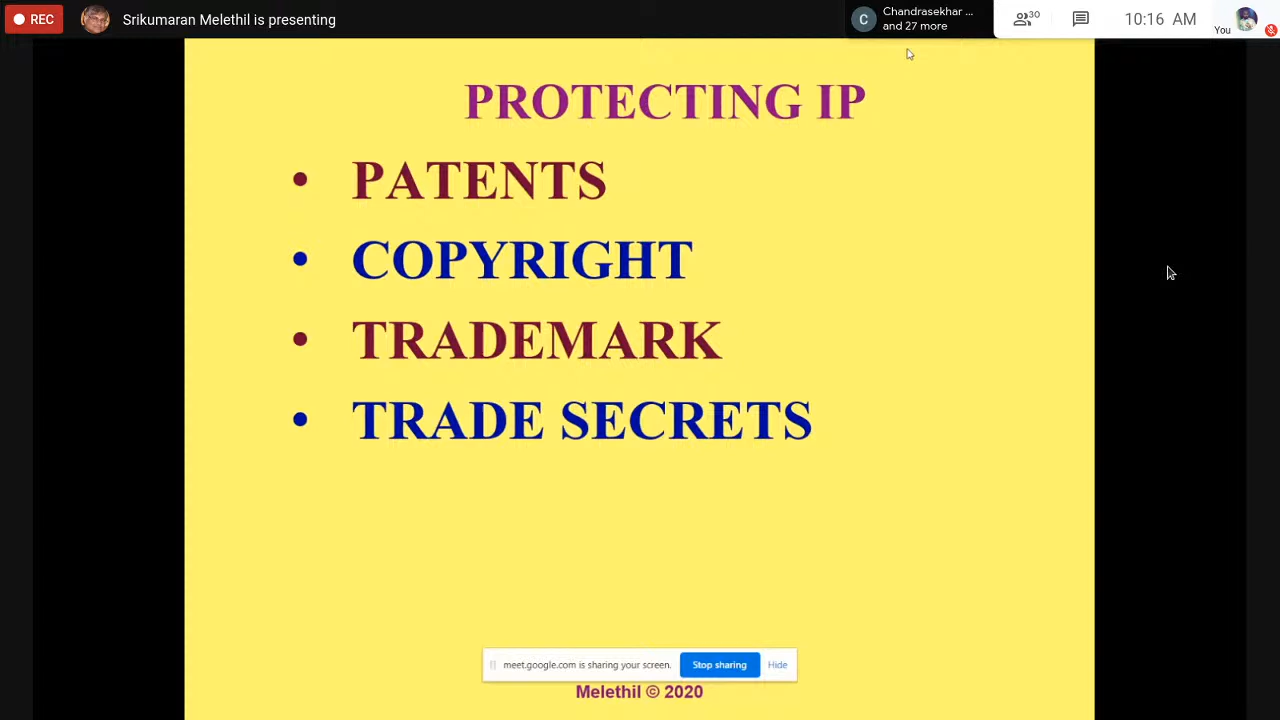 REC
Srikumaran Melethil is presenting
C
Chandrasekhar ...
and 27 more
30
10:16 AM
You
PROTECTING IP
• PATENTS
• COPYRIGHT
• TRADEMARK
• TRADE SECRETS
meet.google.com is sharing your screen.
Stop sharing
Hide
Melethil © 2020